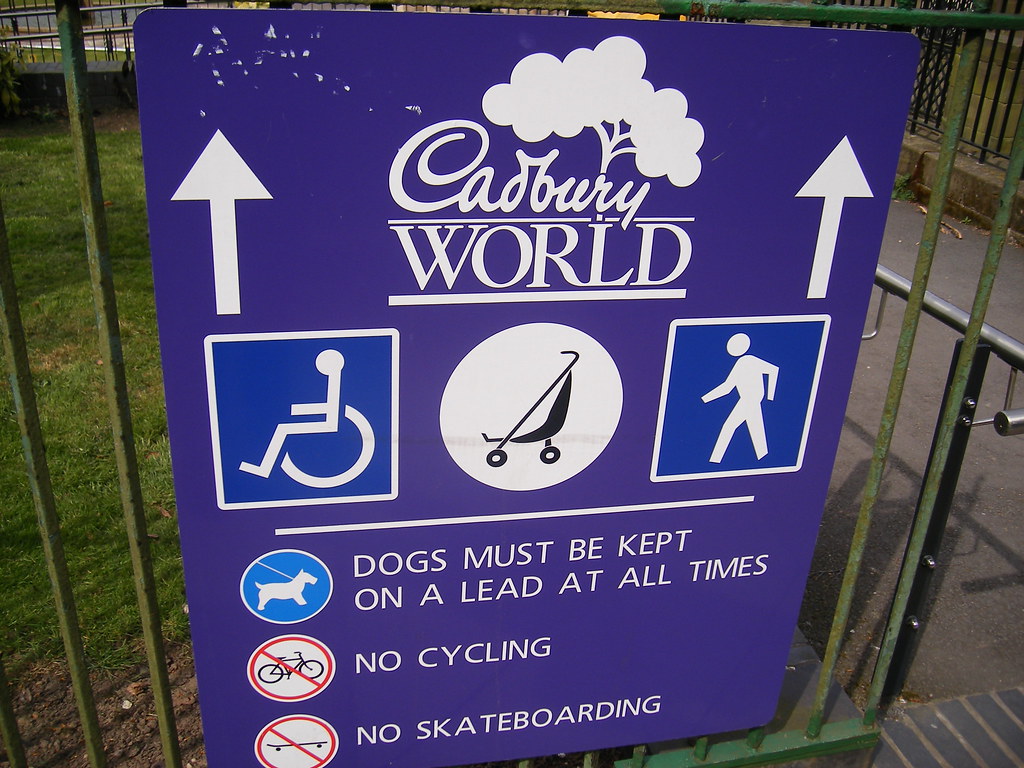 Cadbury
WORLD
DOGS MUST BE KEPT
ON A LEAD AT ALL TIMES
NO CYCLING
NO SKATEBOARDING